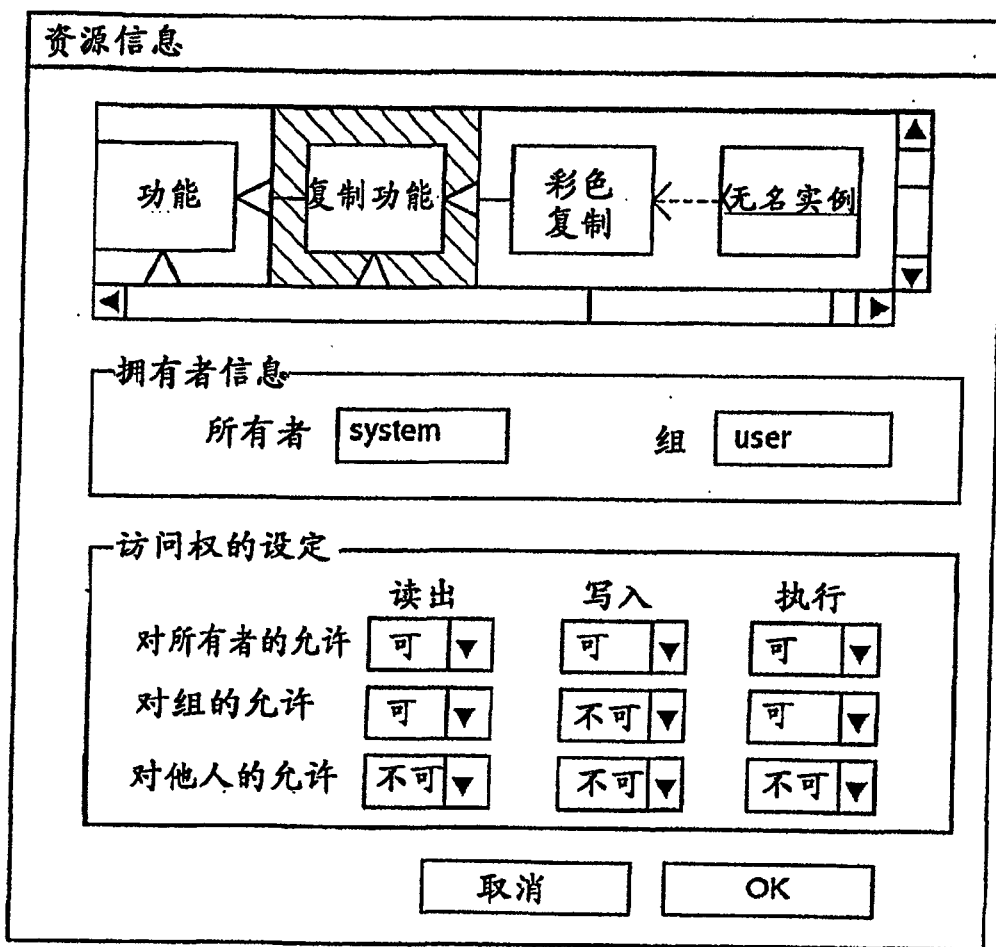 资源信息
功能 复制功能 彩色 无名实例
复制
拥有者信息
所有者 system 组 user
访问权的设定
读出 写入 执行
对所有者的允许 可 可 可
对组的允许 可 不可 可
对他人的允许 不可 不可 不可
取消 OK